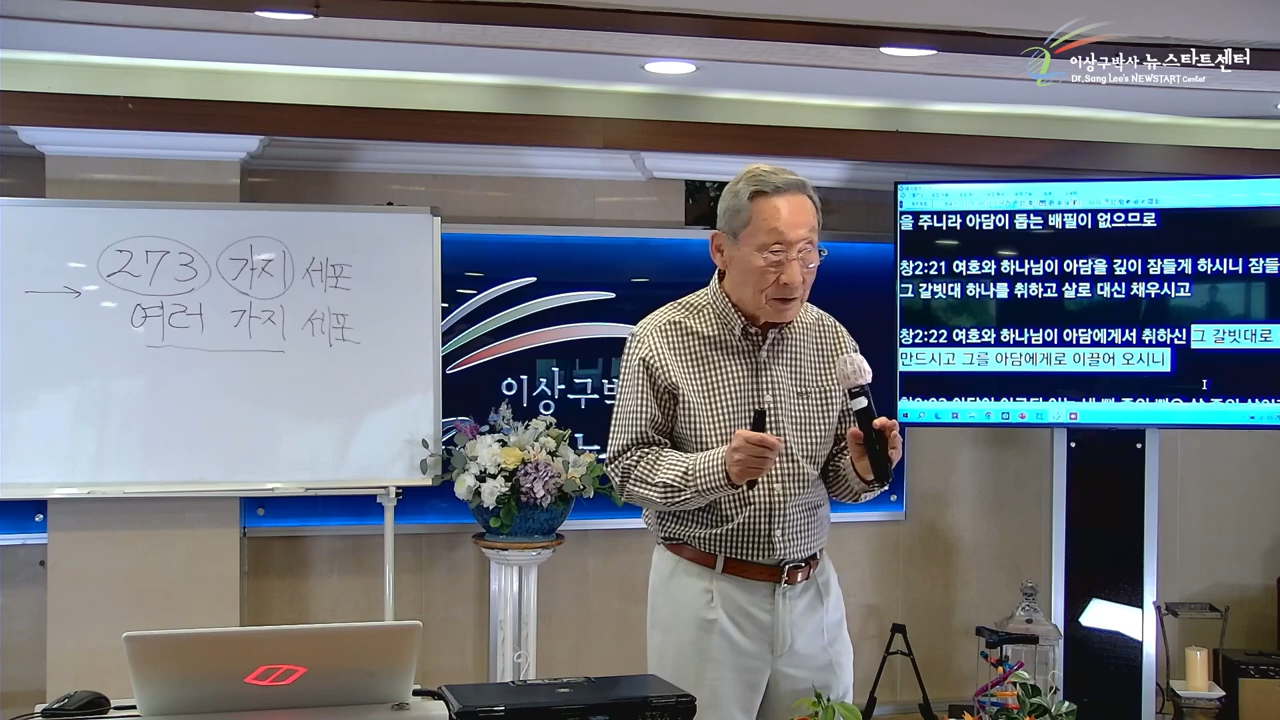 이상구박사 뉴스타트센터
Dr.Sang Lee's NEWSTART Center
→ 273 가지 세포
여러 가지 세포
이상구박
을 주니라 아담이 돕는 배필이 없으므로
창2:21 여호와 하나님이 아담을 깊이 잠들게 하시니 잠들
그 갈빗대 하나를 취하고 살로 대신 채우시고
창2:22 여호와 하나님이 아담에게서 취하신 그 갈빗대로
만드시고 그를 아담에게로 이끌어 오시니